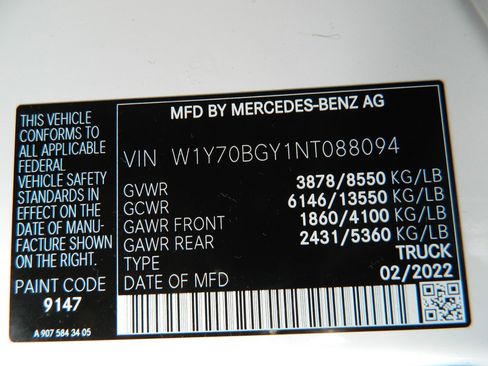 THIS VEHICLE
CONFORMS TO
ALL APPLICABLE
FEDERAL
VEHICLE SAFETY
STANDARDS IN
EFFECT ON THE
DATE OF MANU-
FACTURE SHOWN
ON THE RIGHT.
PAINT CODE
9147
A 907 584 34 05
MFD BY MERCEDES-BENZ AG
VIN W1Y70BGY1NT088094
GVWR 3878/8550 KG/LB
GCWR 6146/13550 KG/LB
GAWR FRONT 1860/4100 KG/LB
GAWR REAR 2431/5360 KG/LB
TYPE TRUCK
DATE OF MFD 02/2022